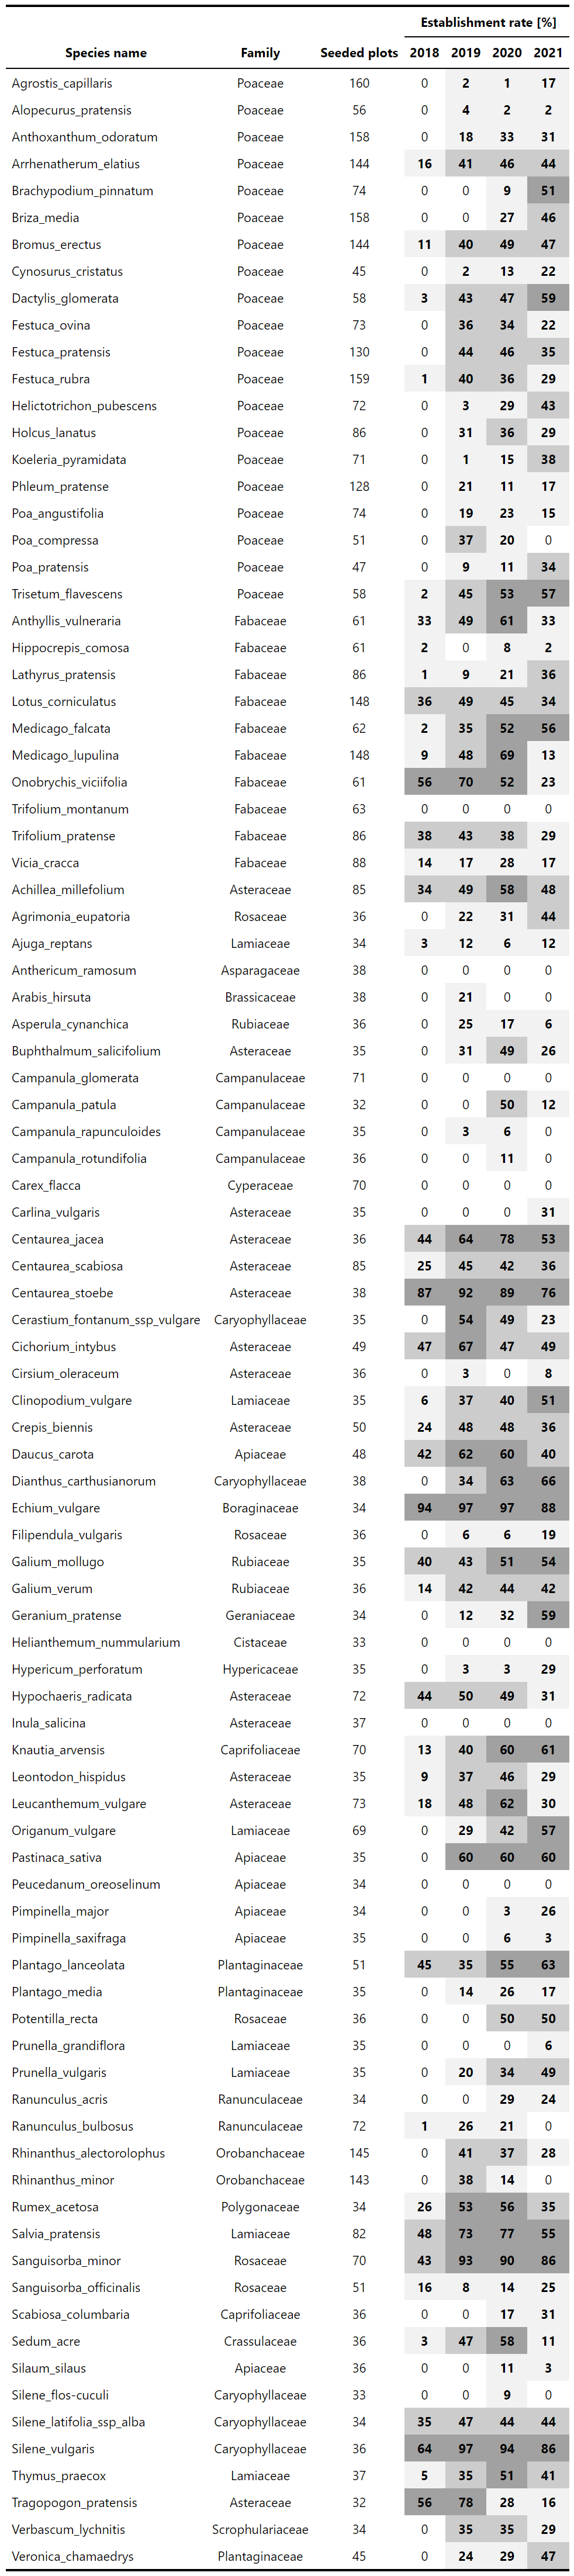 Establishment rate [%]
Species name Family Seeded plots 2018 2019 2020 2021
Agrostis_capillaris Poaceae 160 0 2 1 17
Alopecurus_pratensis Poaceae 56 0 4 2 2
Anthoxanthum_odoratum Poaceae 158 0 18 33 31
Arrhenatherum_elatius Poaceae 144 16 41 46 44
Brachypodium_pinnatum Poaceae 74 0 0 9 51
Briza_media Poaceae 158 0 0 27 46
Bromus_erectus Poaceae 144 11 40 49 47
Cynosurus_cristatus Poaceae 45 0 2 13 22
Dactylis_glomerata Poaceae 58 3 43 47 59
Festuca_ovina Poaceae 73 0 36 34 22
Festuca_pratensis Poaceae 130 0 44 46 35
Festuca_rubra Poaceae 159 1 40 36 29
Helictotrichon_pubescens Poaceae 72 0 3 29 43
Holcus_lanatus Poaceae 86 0 31 36 29
Koeleria_pyramidata Poaceae 71 0 1 15 38
Phleum_pratense Poaceae 128 0 21 11 17
Poa_angustifolia Poaceae 74 0 19 23 15
Poa_compressa Poaceae 51 0 37 20 0
Poa_pratensis Poaceae 47 0 9 11 34
Trisetum_flavescens Poaceae 58 2 45 53 57
Anthyllis_vulneraria Fabaceae 61 33 49 61 33
Hippocrepis_comosa Fabaceae 61 2 0 8 2
Lathyrus_pratensis Fabaceae 86 1 9 21 36
Lotus_corniculatus Fabaceae 148 36 49 45 34
Medicago_falcata Fabaceae 62 2 35 52 56
Medicago_lupulina Fabaceae 148 9 48 69 13
Onobrychis_viciifolia Fabaceae 61 56 70 52 23
Trifolium_montanum Fabaceae 63 0 0 0 0
Trifolium_pratense Fabaceae 86 38 43 38 29
Vicia_cracca Fabaceae 88 14 17 28 17
Achillea_millefolium Asteraceae 85 34 49 58 48
Agrimonia_eupatoria Rosaceae 36 0 22 31 44
Ajuga_reptans Lamiaceae 34 3 12 6 12
Anthericum_ramosum Asparagaceae 38 0 0 0 0
Arabis_hirsuta Brassicaceae 38 0 21 0 0
Asperula_cynanchica Rubiaceae 36 0 25 17 6
Buphthalmum_salicifolium Asteraceae 35 0 31 49 26
Campanula_glomerata Campanulaceae 71 0 0 0 0
Campanula_patula Campanulaceae 32 0 0 50 12
Campanula_rapunculoides Campanulaceae 35 0 3 6 0
Campanula_rotundifolia Campanulaceae 36 0 0 11 0
Carex_flacca Cyperaceae 70 0 0 0 0
Carlina_vulgaris Asteraceae 35 0 0 0 31
Centaurea_jacea Asteraceae 36 44 64 78 53
Centaurea_scabiosa Asteraceae 85 25 45 42 36
Centaurea_stoebe Asteraceae 38 87 92 89 76
Cerastium_fontanum_ssp_vulgare Caryophyllaceae 35 0 54 49 23
Cichorium_intybus Asteraceae 49 47 67 47 49
Cirsium_oleraceum Asteraceae 36 0 3 0 8
Clinopodium_vulgare Lamiaceae 35 6 37 40 51
Crepis_biennis Asteraceae 50 24 48 48 36
Daucus_carota Apiaceae 48 42 62 60 40
Dianthus_carthusianorum Caryophyllaceae 38 0 34 63 66
Echium_vulgare Boraginaceae 34 94 97 97 88
Filipendula_vulgaris Rosaceae 36 0 6 6 19
Galium_mollugo Rubiaceae 35 40 43 51 54
Galium_verum Rubiaceae 36 14 42 44 42
Geranium_pratense Geraniaceae 34 0 12 32 59
Helianthemum_nummularium Cistaceae 33 0 0 0 0
Hypericum_perforatum Hypericaceae 35 0 3 3 29
Hypochaeris_radicata Asteraceae 72 44 50 49 31
Inula_salicina Asteraceae 37 0 0 0 0
Knautia_arvensis Caprifoliaceae 70 13 40 60 61
Leontodon_hispidus Asteraceae 35 9 37 46 29
Leucanthemum_vulgare Asteraceae 73 18 48 62 30
Origanum_vulgare Lamiaceae 69 0 29 42 57
Pastinaca_sativa Apiaceae 35 0 60 60 60
Peucedanum_oreoselinum Apiaceae 34 0 0 0 0
Pimpinella_major Apiaceae 34 0 0 3 26
Pimpinella_saxifraga Apiaceae 35 0 0 6 3
Plantago_lanceolata Plantaginaceae 51 45 35 55 63
Plantago_media Plantaginaceae 35 0 14 26 17
Potentilla_recta Rosaceae 36 0 0 50 50
Prunella_grandiflora Lamiaceae 35 0 0 0 6
Prunella_vulgaris Lamiaceae 35 0 20 34 49
Ranunculus_acris Ranunculaceae 34 0 0 29 24
Ranunculus_bulbosus Ranunculaceae 72 1 26 21 0
Rhinanthus_alectorolophus Orobanchaceae 145 0 41 37 28
Rhinanthus_minor Orobanchaceae 143 0 38 14 0
Rumex_acetosa Polygonaceae 34 26 53 56 35
Salvia_pratensis Lamiaceae 82 48 73 77 55
Sanguisorba_minor Rosaceae 70 43 93 90 86
Sanguisorba_officinalis Rosaceae 51 16 8 14 25
Scabiosa_columbaria Caprifoliaceae 36 0 0 17 31
Sedum_acre Crassulaceae 36 3 47 58 11
Silaum_silaus Apiaceae 36 0 0 11 3
Silene_flos-cuculi Caryophyllaceae 33 0 0 9 0
Silene_latifolia_ssp_alba Caryophyllaceae 34 35 47 44 44
Silene_vulgaris Caryophyllaceae 36 64 97 94 86
Thymus_praecox Lamiaceae 37 5 35 51 41
Tragopogon_pratensis Asteraceae 32 56 78 28 16
Verbascum_lychnitis Scrophulariaceae 34 0 35 35 29
Veronica_chamaedrys Plantaginaceae 45 0 24 29 47